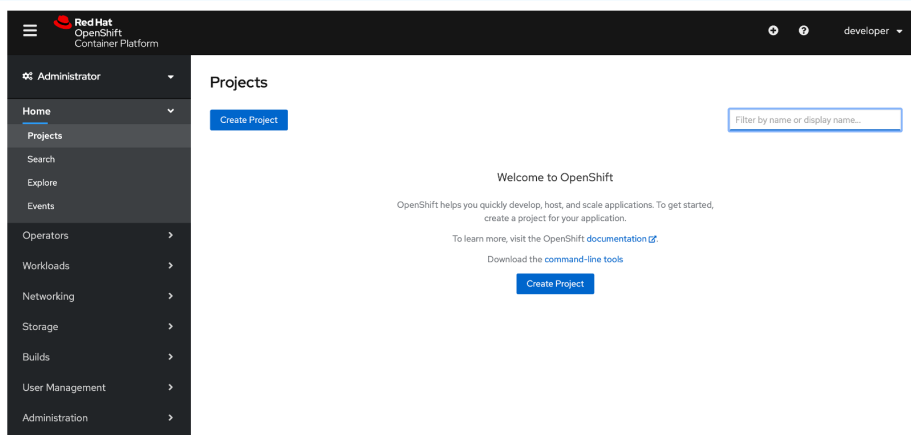 Red Hat
OpenShift
Container Platform
developer
Administrator
Home
Projects
Search
Explore
Events
Operators
Workloads
Networking
Storage
Builds
User Management
Administration
Projects
Create Project
Filter by name or display name...
Welcome to OpenShift
OpenShift helps you quickly develop, host, and scale applications. To get started,
create a project for your application.
To learn more, visit the OpenShift documentation.
Download the command-line tools
Create Project